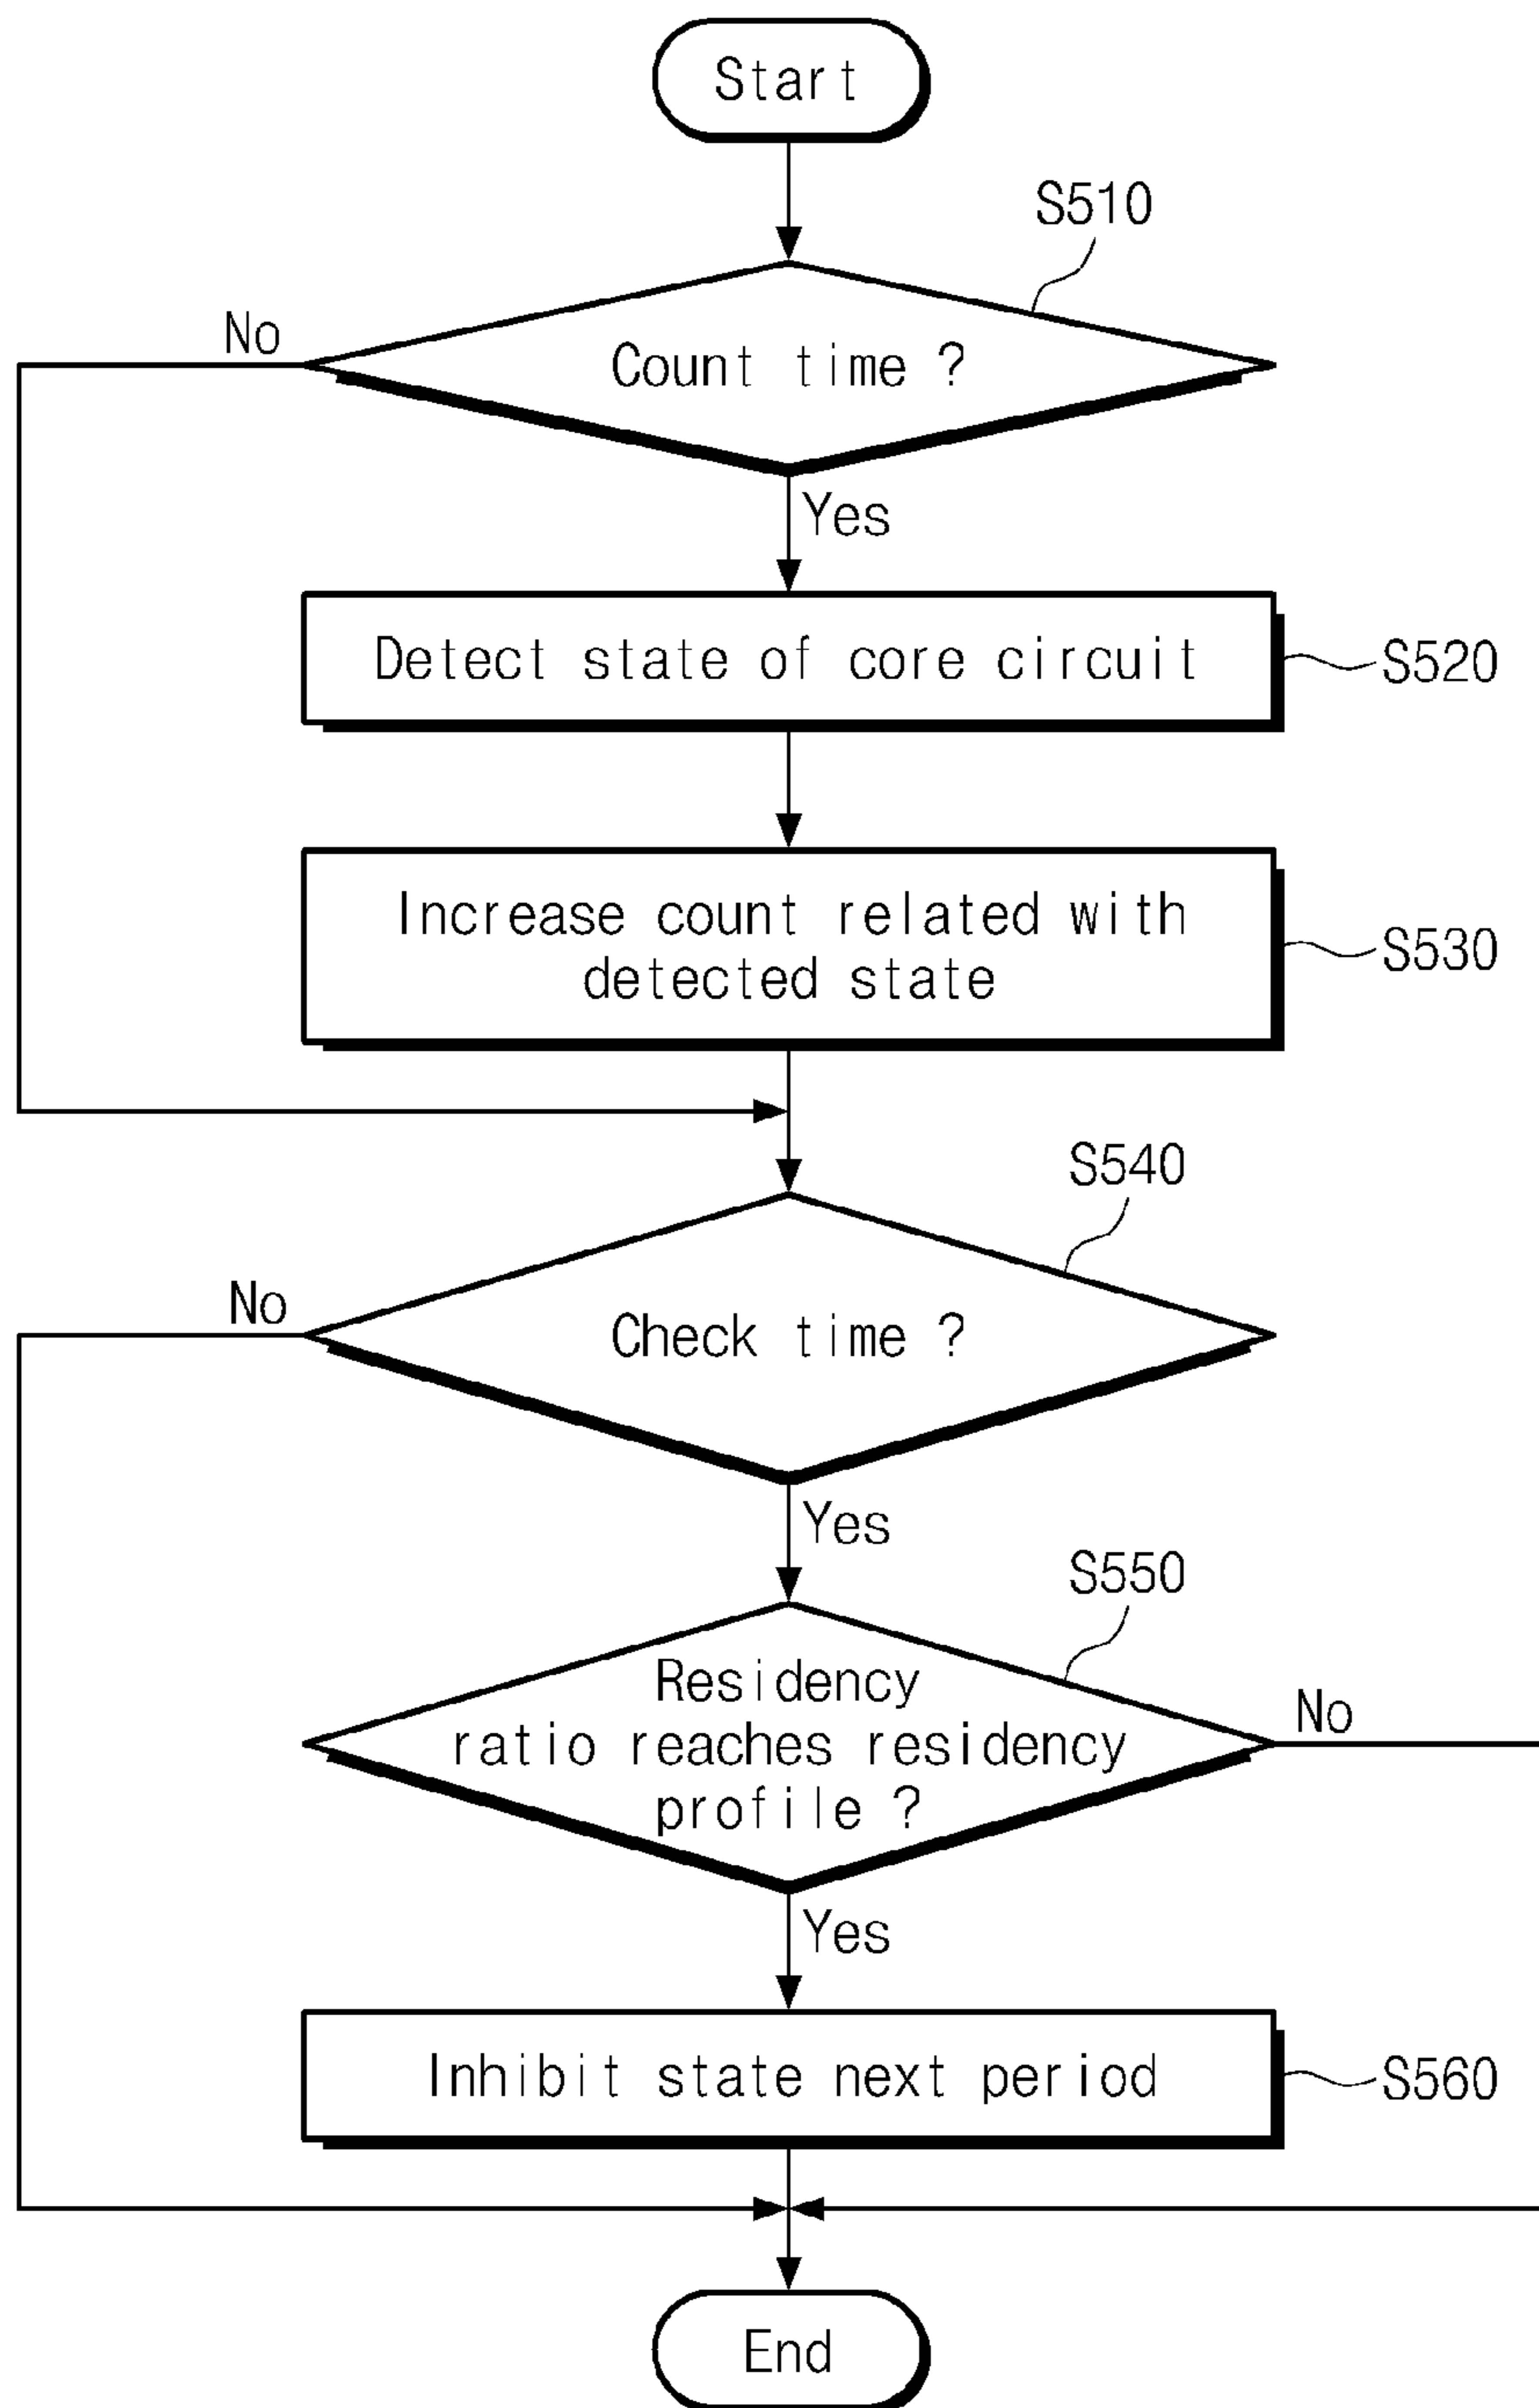 Start
S510
No
Count time ?
Yes
Detect state of core circuit
S520
Increase count related with
detected state
S530
S540
No
Check time ?
Yes
S550
Residency
ratio reaches residency
profile ?
No
Yes
Inhibit state next period
S560
End